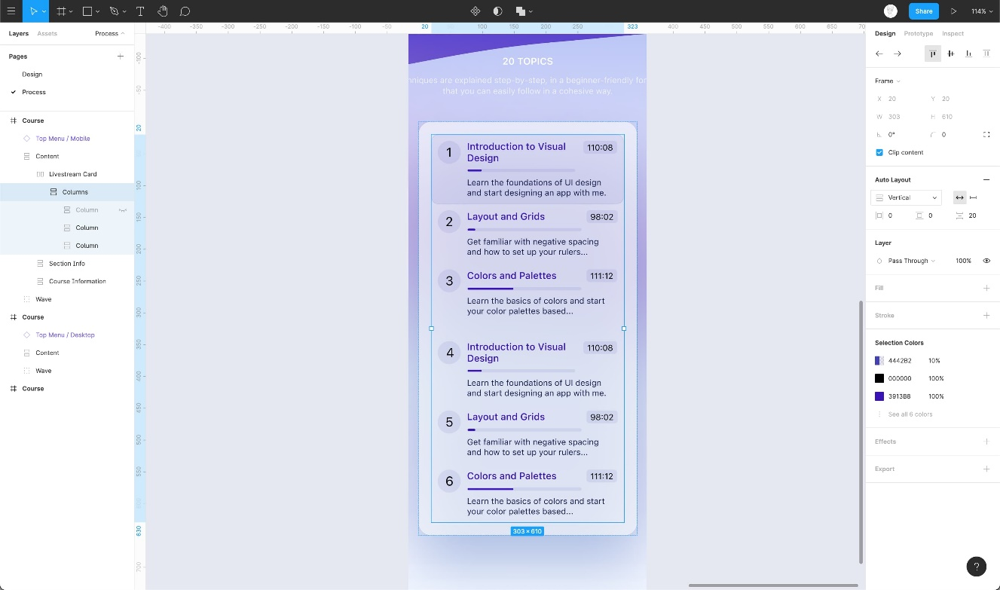 114%
Share
Layers
Assets
Process
Pages
Design
Process
Course
Top Menu / Mobile
Content
Livestream Card
Columns
Column
Column
Column
Section Info
Course Information
Wave
Course
Top Menu / Desktop
Content
Wave
Course
-400
-350
-300
-250
-200
-150
-100
-50
20
100
150
200
250
323
400
450
500
550
600
650
70
-100
-50
20
100
150
200
250
300
350
400
450
500
550
630
700
20 TOPICS
niques are explained step-by-step, in a beginner-friendly for
that you can easily follow in a cohesive way.
1
Introduction to Visual
Design
110:08
Learn the foundations of UI design
and start designing an app with me.
2
Layout and Grids
98:02
Get familiar with negative spacing
and how to set up your rulers...
3
Colors and Palettes
111:12
Learn the basics of colors and start
your color palettes based...
4
Introduction to Visual
Design
110:08
Learn the foundations of UI design
and start designing an app with me.
5
Layout and Grids
98:02
Get familiar with negative spacing
and how to set up your rulers...
6
Colors and Palettes
111:12
Learn the basics of colors and start
your color palettes based...
303 × 610
Design
Prototype
Inspect
Frame
X 20
Y 20
W 303
H 610
0°
0
Clip content
Auto Layout
Vertical
0
0
20
Layer
Pass Through
100%
Fill
Stroke
Selection Colors
4442B2 10%
000000 100%
3913B8 100%
See all 6 colors
Effects
Export
?